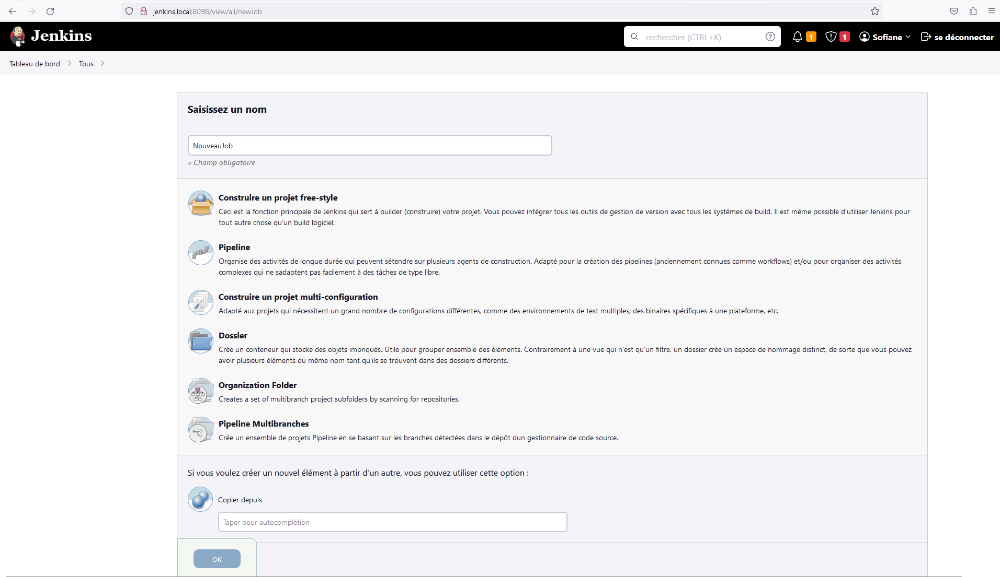 jenkins.local:8098/view/all/newJob
Jenkins
rechercher (CTRL+K)
1
1
Sofiane
se déconnecter
Tableau de bord
Tous
Saisissez un nom
NouveauJob
» Champ obligatoire
Construire un projet free-style
Ceci est la fonction principale de Jenkins qui sert à builder (construire) votre projet. Vous pouvez intégrer tous les outils de gestion de version avec tous les systèmes de build. Il est même possible d'utiliser Jenkins pour
tout autre chose qu'un build logiciel.
Pipeline
Organise des activités de longue durée qui peuvent sétendre sur plusieurs agents de construction. Adapté pour la création des pipelines (anciennement connues comme workflows) et/ou pour organiser des activités
complexes qui ne sadaptent pas facilement à des tâches de type libre.
Construire un projet multi-configuration
Adapté aux projets qui nécessitent un grand nombre de configurations différentes, comme des environnements de test multiples, des binaires spécifiques à une plateforme, etc.
Dossier
Crée un conteneur qui stocke des objets imbriqués. Utile pour grouper ensemble des éléments. Contrairement à une vue qui n'est qu'un filtre, un dossier crée un espace de nommage distinct, de sorte que vous pouvez
avoir plusieurs éléments du même nom tant qu'ils se trouvent dans des dossiers différents.
Organization Folder
Creates a set of multibranch project subfolders by scanning for repositories.
Pipeline Multibranches
Crée un ensemble de projets Pipeline en se basant sur les branches détectées dans le dépôt dun gestionnaire de code source.
Si vous voulez créer un nouvel élément à partir d'un autre, vous pouvez utiliser cette option :
Copier depuis
Taper pour autocomplétion
OK